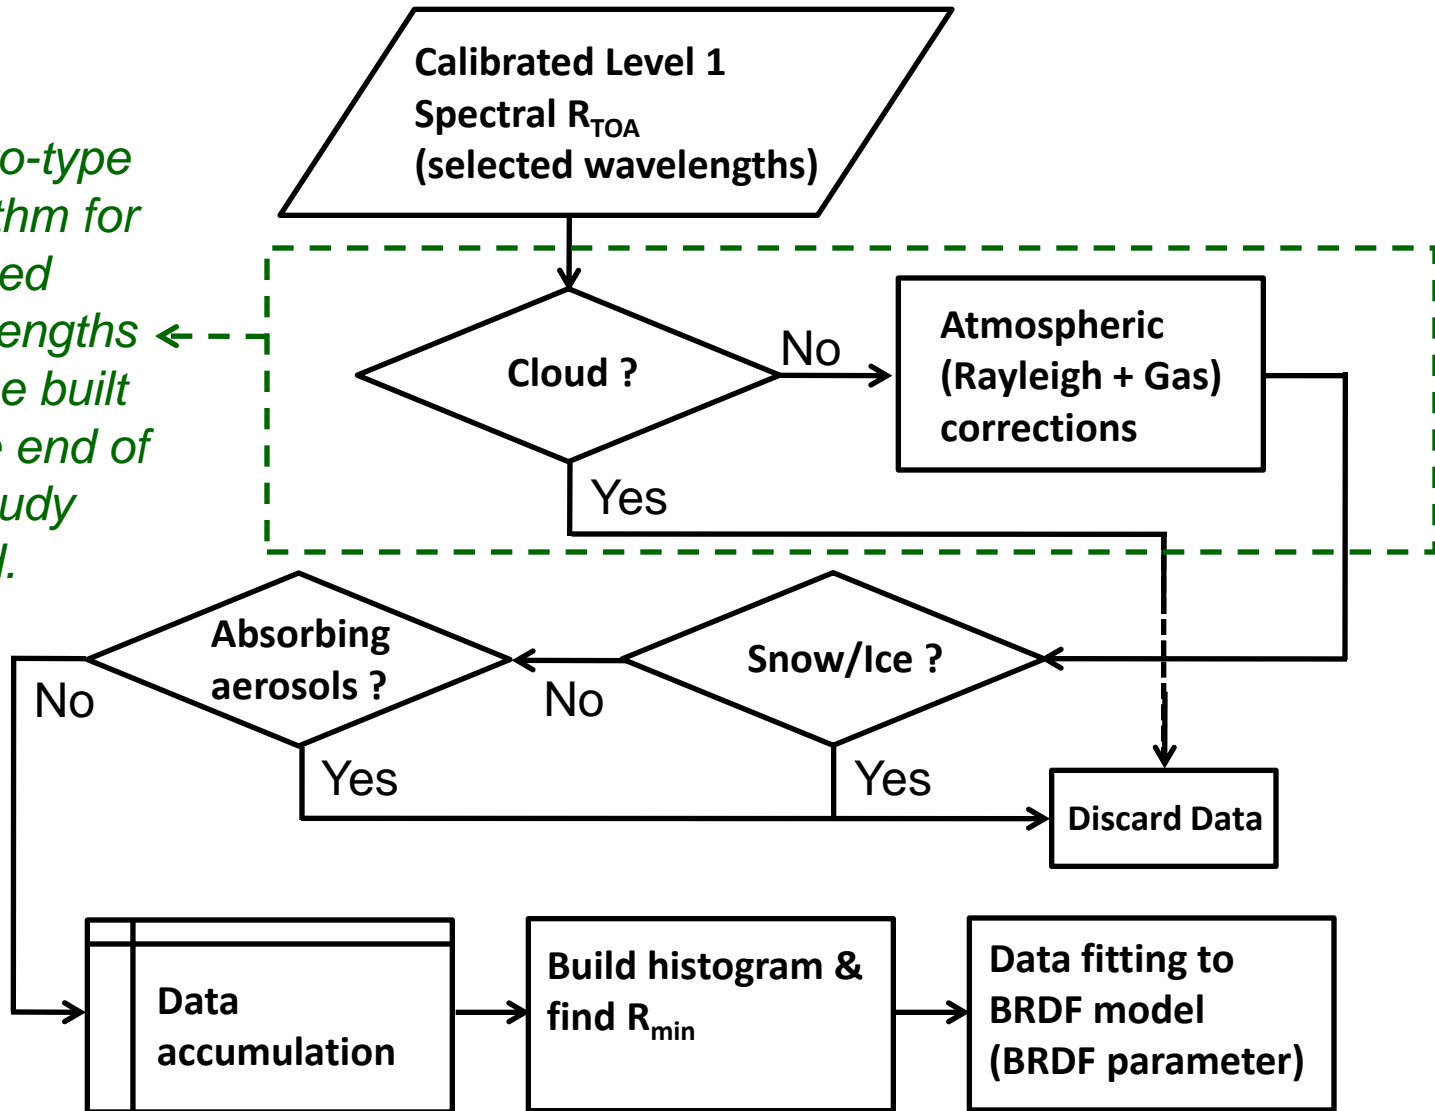 Calibrated Level 1
Spectral R_TOA
(selected wavelengths)
o-type
thm for
ed
engths
e built
e end of
udy
l.
Cloud ?
No
Atmospheric
(Rayleigh + Gas)
corrections
Yes
Absorbing
aerosols ?
No
Snow/Ice ?
No
Yes
Yes
Discard Data
Data
accumulation
Build histogram &
find R_min
Data fitting to
BRDF model
(BRDF parameter)